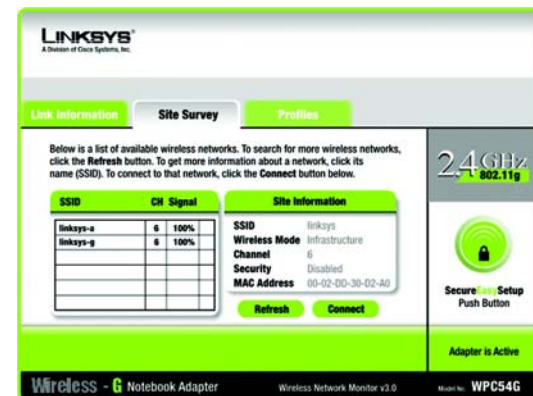 LINKSYS®
A Division of Cisco Systems, Inc.
Link Information
Site Survey
Profiles
Below is a list of available wireless networks. To search for more wireless networks,
click the Refresh button. To get more information about a network, click its
name (SSID). To connect to that network, click the Connect button below.
SSID CH Signal
linksys-a 6 100%
linksys-g 6 100%
Site Information
SSID linksys
Wireless Mode Infrastructure
Channel 6
Security Disabled
MAC Address 00-02-DD-30-D2-A0
Refresh
Connect
2.4 GHz
802.11g
SecureEasySetup
Push Button
Adapter is Active
Wireless - G Notebook Adapter
Wireless Network Monitor v3.0
Model No. WPC54G